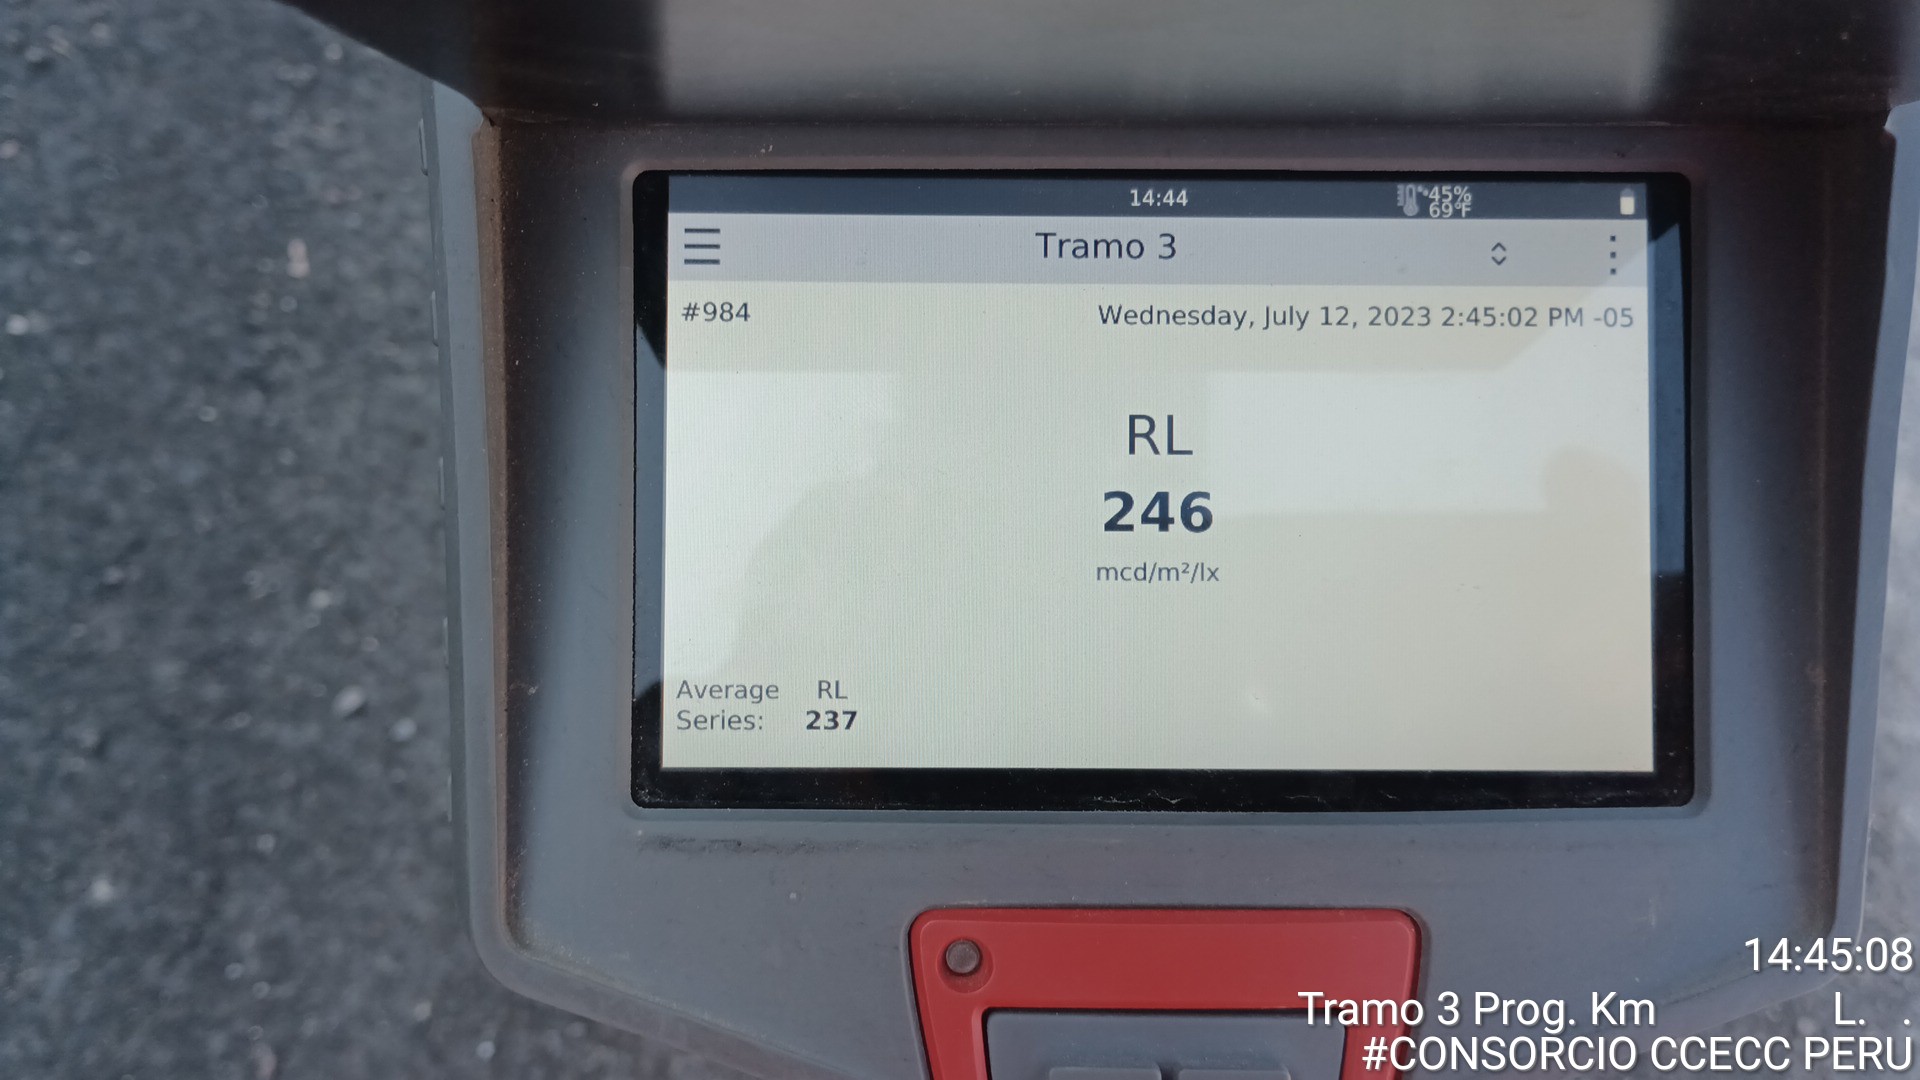 14:44
45%
69°F
Tramo 3
#984
Wednesday, July 12, 2023 2:45:02 PM -05
RL
246
mcd/m²/lx
Average RL
Series: 237
14:45:08
Tramo 3 Prog. Km L. .
#CONSORCIO CCECC PERU